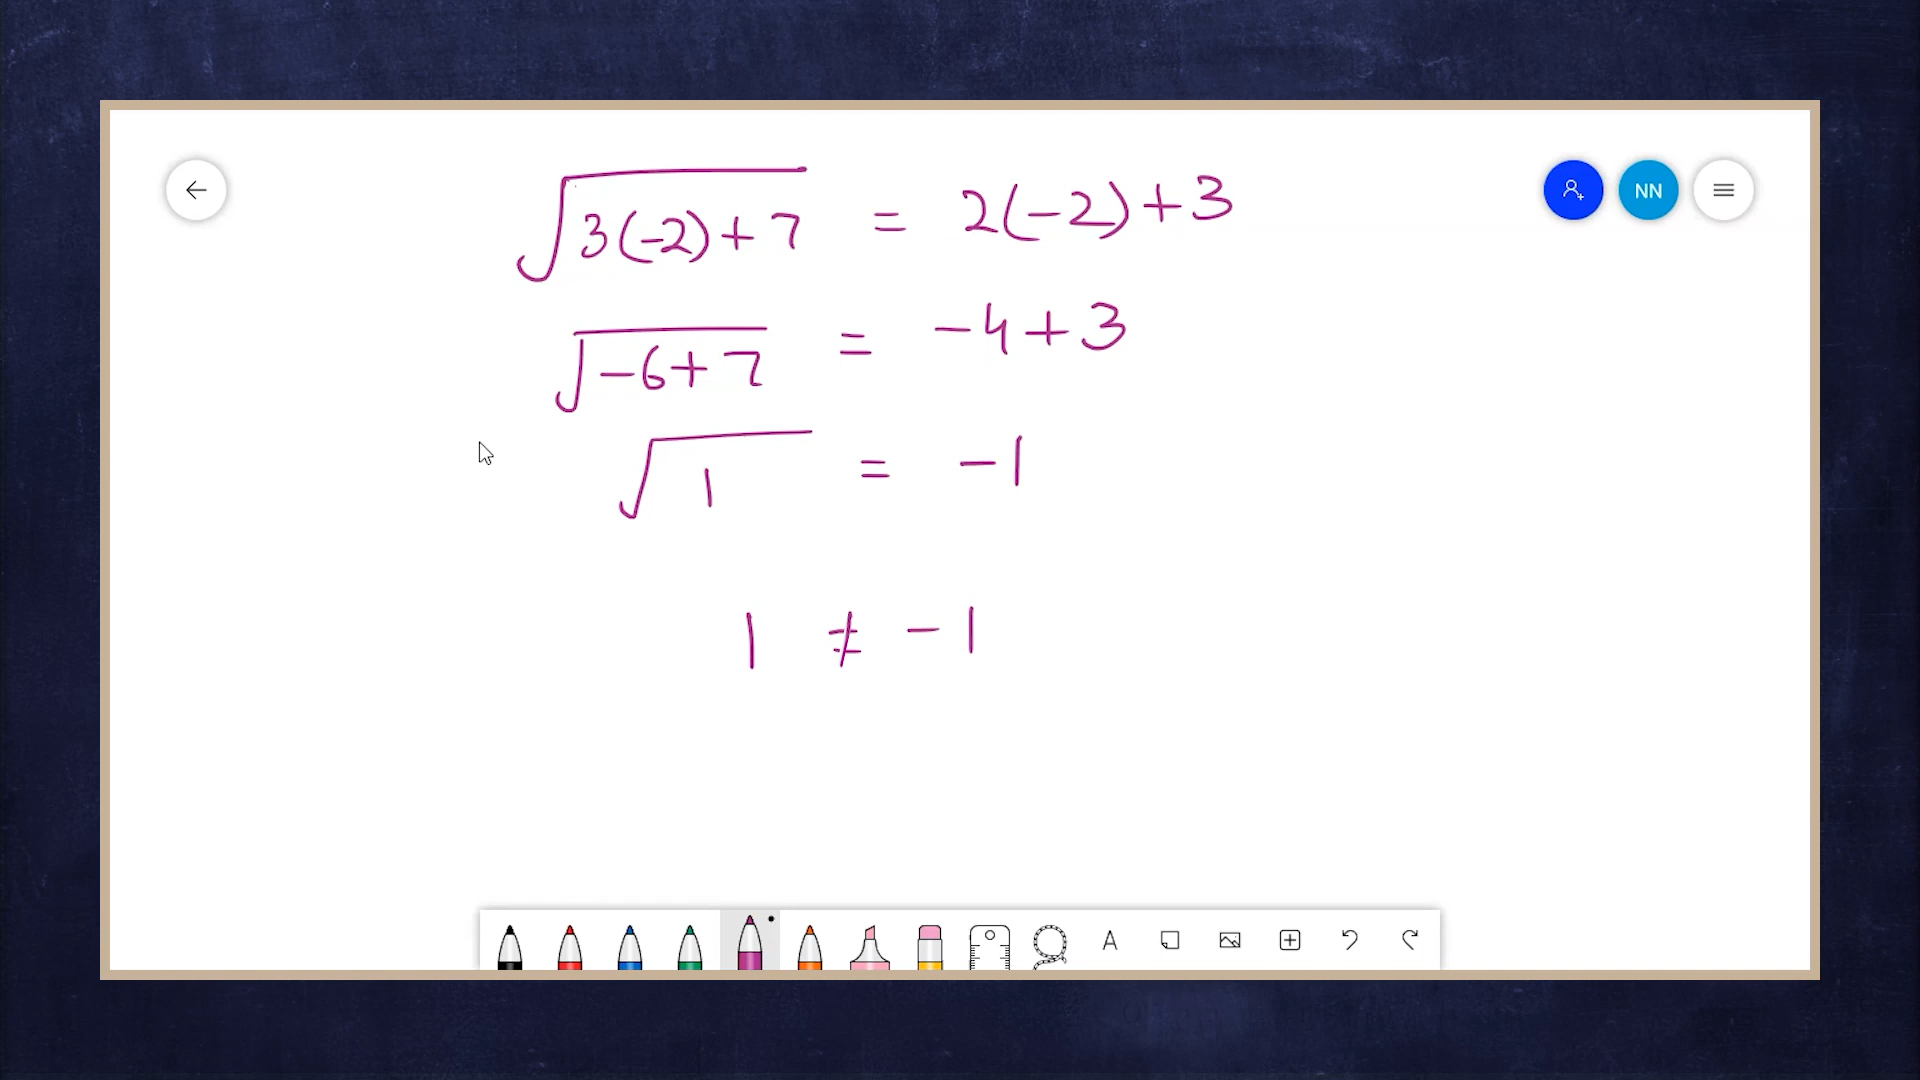 √3(-2)+7 = 2(-2)+3
NN
√-6+7 = -4+3
√1 = -1
1 ≠ -1
A